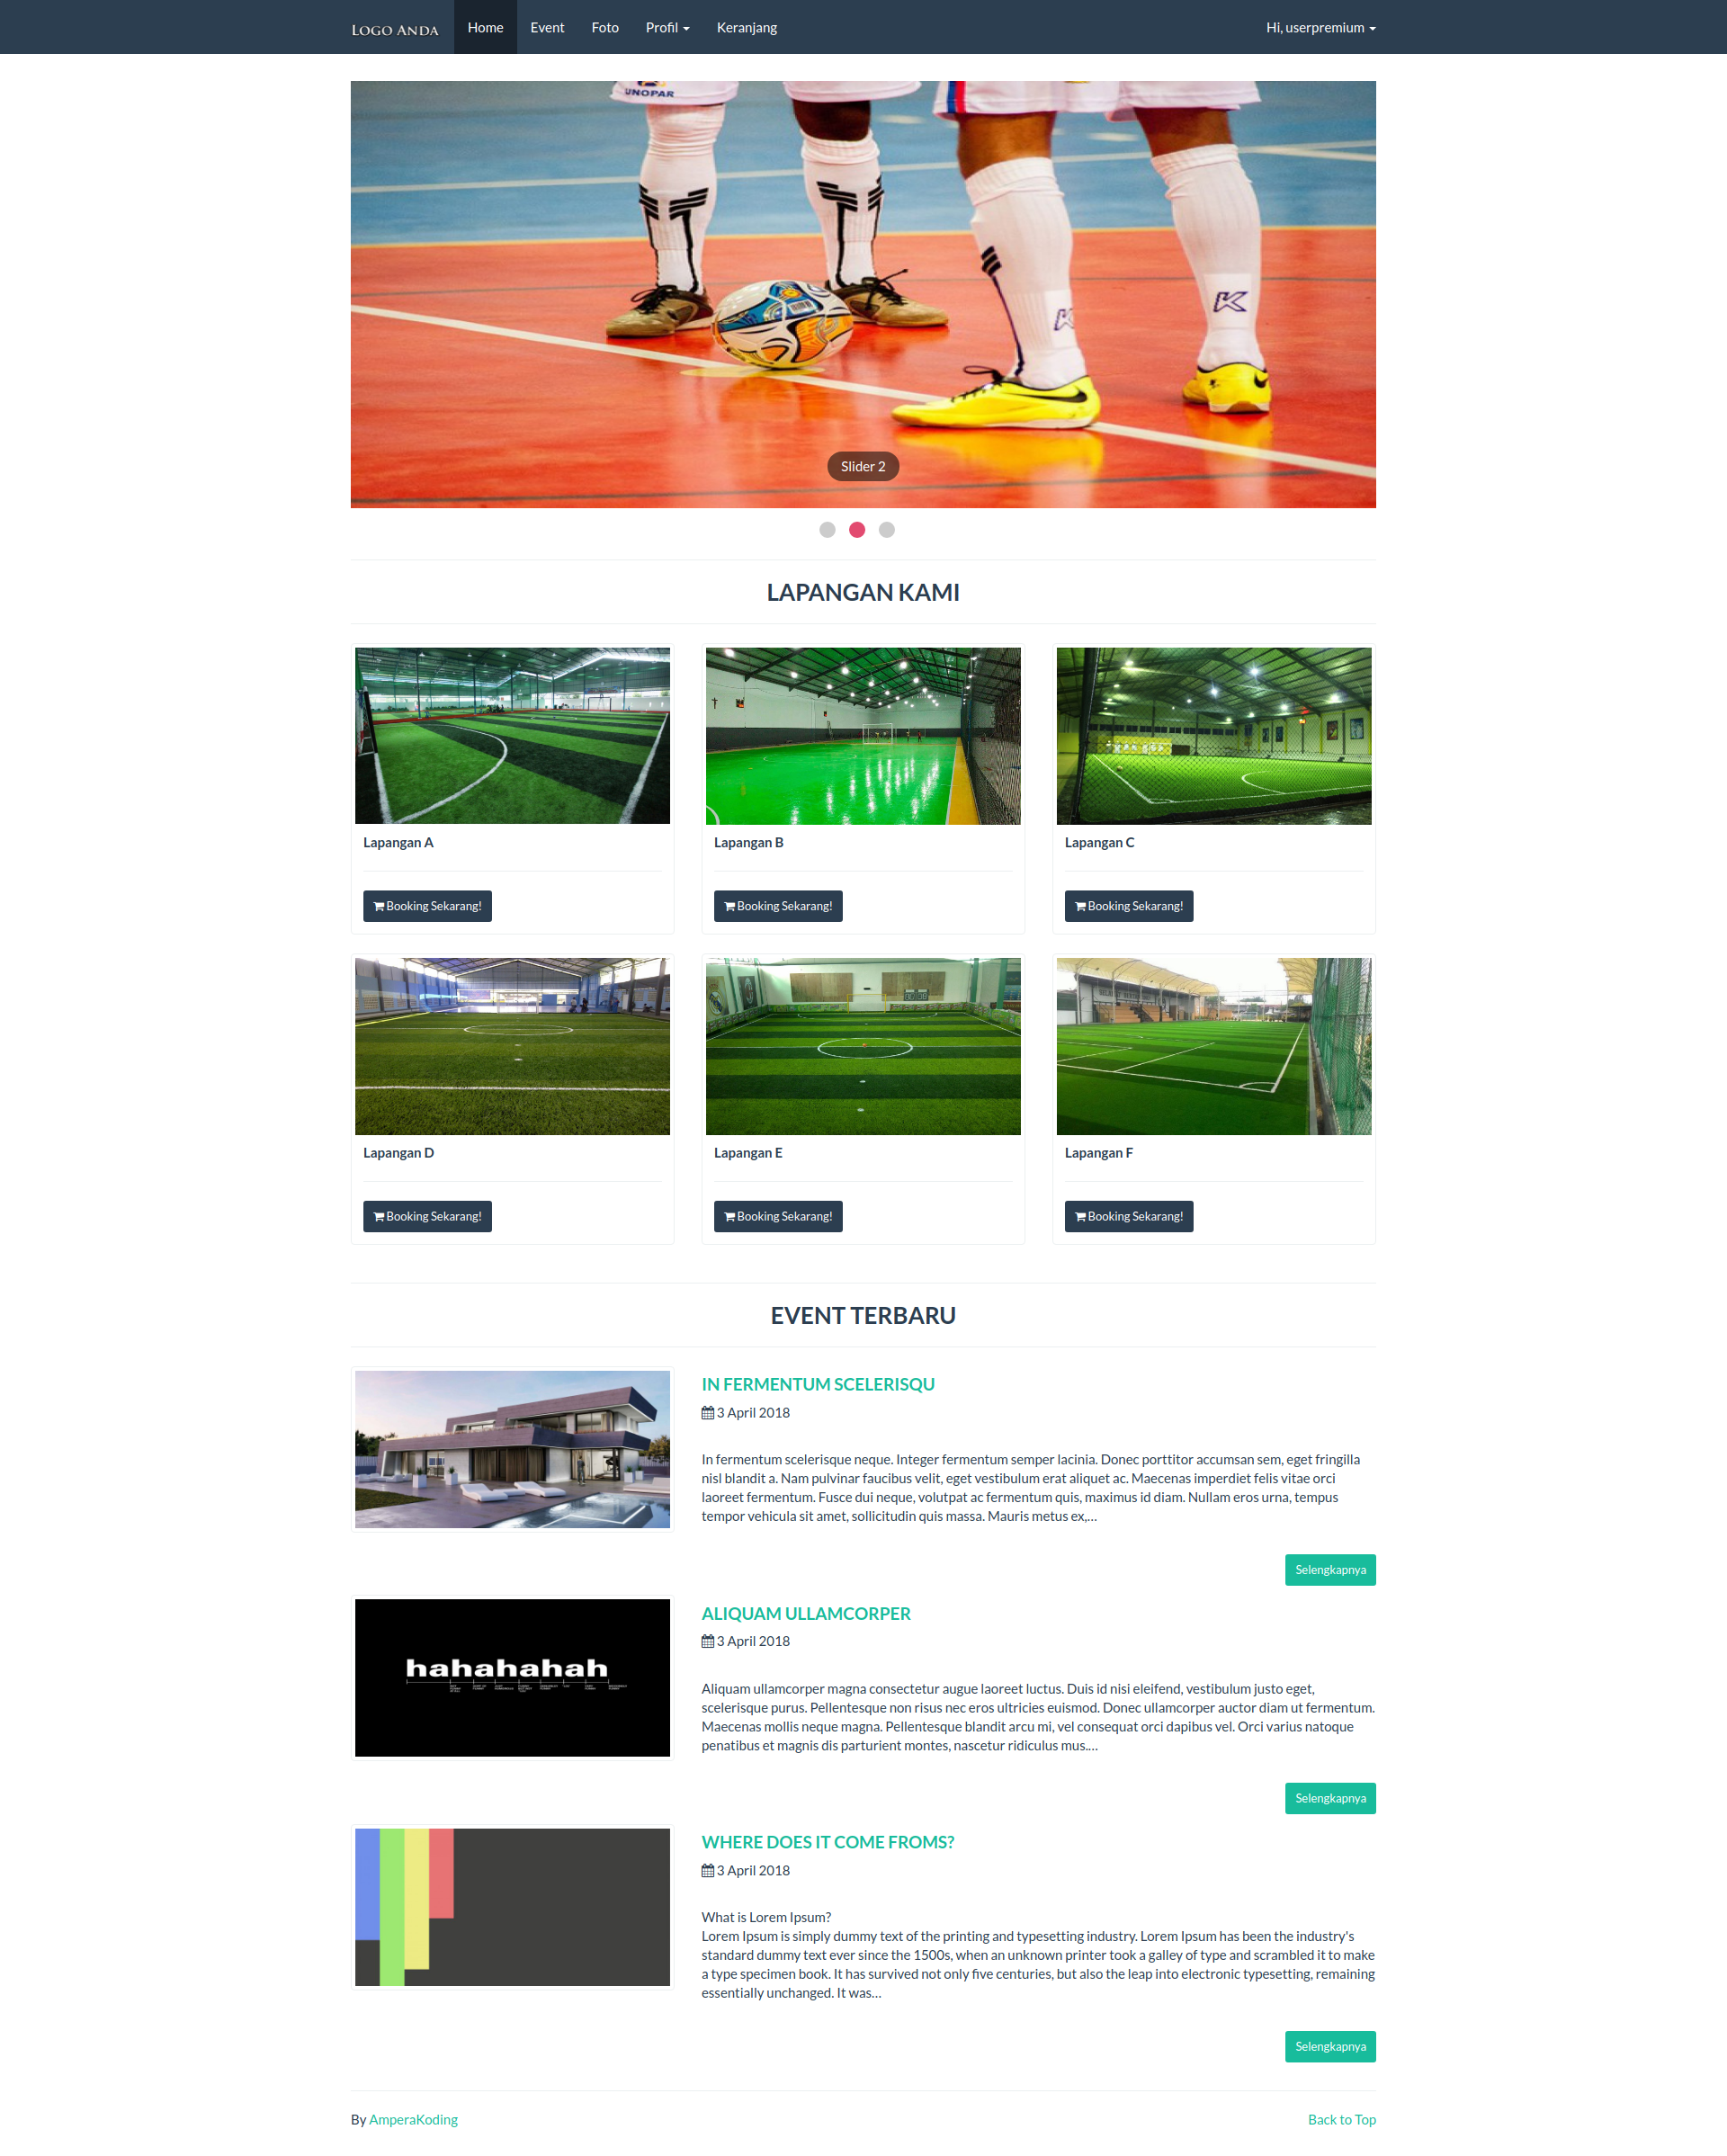 LOGO ANDA
Home
Event
Foto
Profil
Keranjang
Hi, userpremium
UNOPAR
Slider 2
LAPANGAN KAMI
Lapangan A
Booking Sekarang!
Lapangan B
Booking Sekarang!
Lapangan C
Booking Sekarang!
Lapangan D
Booking Sekarang!
Lapangan E
Booking Sekarang!
Lapangan F
Booking Sekarang!
EVENT TERBARU
IN FERMENTUM SCELERISQU
3 April 2018
In fermentum scelerisque neque. Integer fermentum semper lacinia. Donec porttitor accumsan sem, eget fringilla
nisl blandit a. Nam pulvinar faucibus velit, eget vestibulum erat aliquet ac. Maecenas imperdiet felis vitae orci
laoreet fermentum. Fusce dui neque, volutpat ac fermentum quis, maximus id diam. Nullam eros urna, tempus
tempor vehicula sit amet, sollicitudin quis massa. Mauris metus ex,…
Selengkapnya
hahahahah
ALIQUAM ULLAMCORPER
3 April 2018
Aliquam ullamcorper magna consectetur augue laoreet luctus. Duis id nisi eleifend, vestibulum justo eget,
scelerisque purus. Pellentesque non risus nec eros ultricies euismod. Donec ullamcorper auctor diam ut fermentum.
Maecenas mollis neque magna. Pellentesque blandit arcu mi, vel consequat orci dapibus vel. Orci varius natoque
penatibus et magnis dis parturient montes, nascetur ridiculus mus.…
Selengkapnya
WHERE DOES IT COME FROMS?
3 April 2018
What is Lorem Ipsum?
Lorem Ipsum is simply dummy text of the printing and typesetting industry. Lorem Ipsum has been the industry's
standard dummy text ever since the 1500s, when an unknown printer took a galley of type and scrambled it to make
a type specimen book. It has survived not only five centuries, but also the leap into electronic typesetting, remaining
essentially unchanged. It was…
Selengkapnya
By AmperaKoding
Back to Top